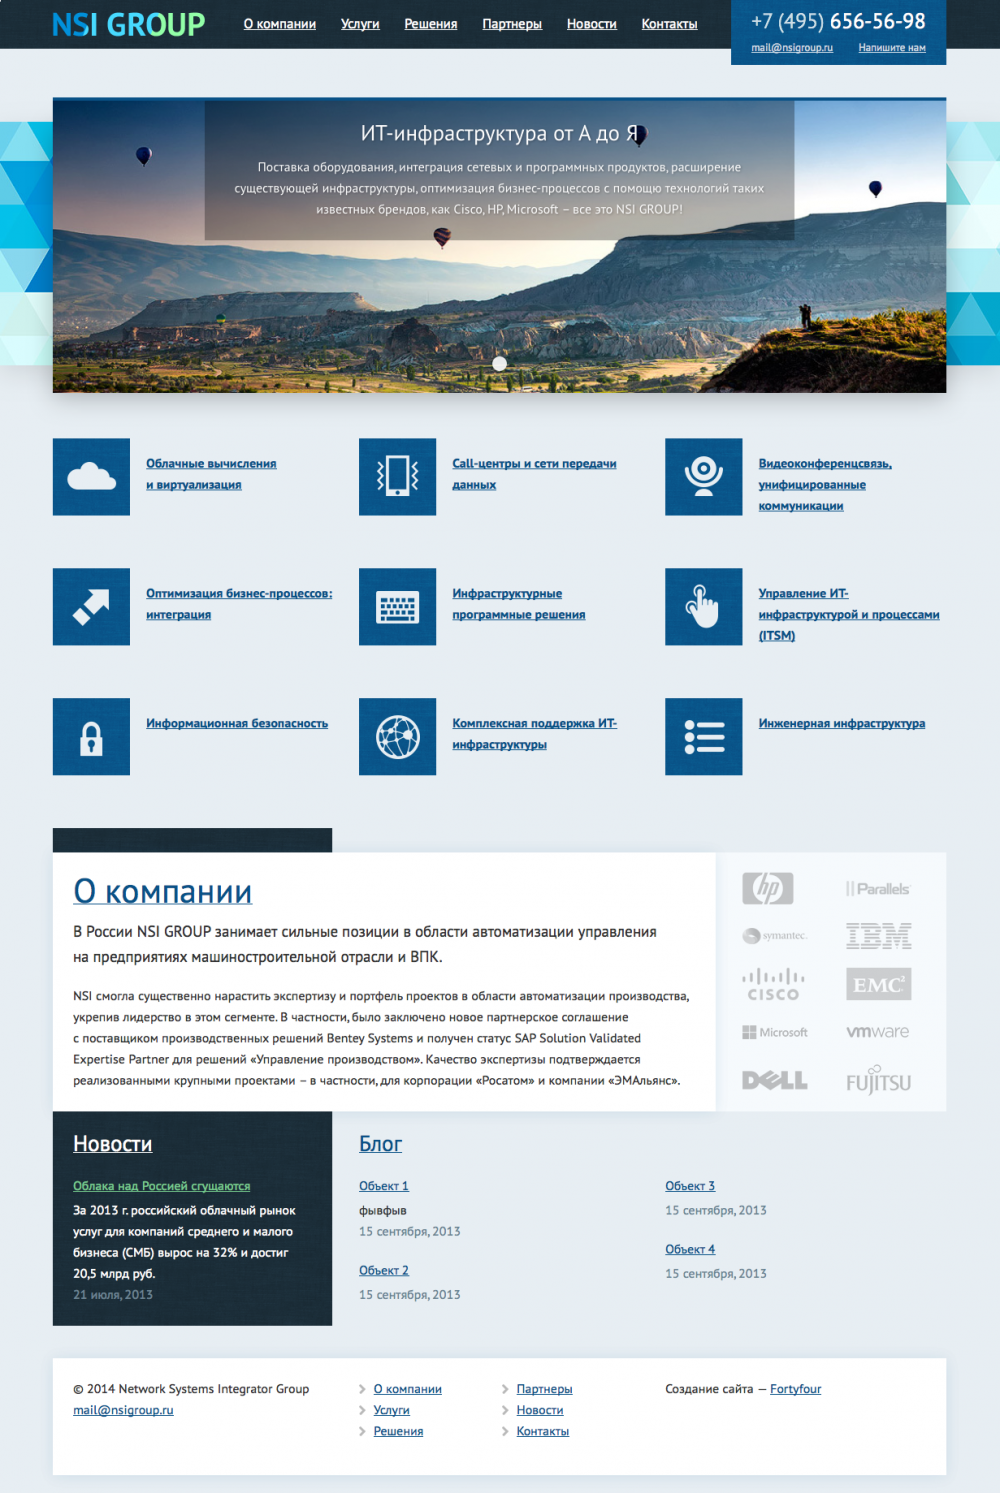 NSI GROUP
О компании
Услуги
Решения
Партнеры
Новости
Контакты
+7 (495) 656-56-98
mail@nsigroup.ru
Напишите нам
ИТ-инфраструктура от А до Я
Поставка оборудования, интеграция сетевых и программных продуктов, расширение
существующей инфраструктуры, оптимизация бизнес-процессов с помощю технологий таких
известных брендов, как Cisco, HP, Microsoft – все это NSI GROUP!
Облачные вычисления
и виртуализация
Call-центры и сети передачи
данных
Видеоконференцсвязь,
унифицированные
коммуникации
Оптимизация бизнес-процессов:
интеграция
Инфраструктурные
программные решения
Управление ИТ-
инфраструктурой и процессами
(ITSM)
Информационная безопасность
Комплексная поддержка ИТ-
инфраструктуры
Инженерная инфраструктура
О компании
В России NSI GROUP занимает сильные позиции в области автоматизации управления
на предприятиях машиностроительной отрасли и ВПК.
NSI смогла существенно нарастить экспертизу и портфель проектов в области автоматизации производства,
укрепив лидерство в этом сегменте. В частности, было заключено новое партнерское соглашение
с поставщиком производственных решений Bentey Systems и получен статус SAP Solution Validated
Expertise Partner для решений «Управление производством». Качество экспертизы подтверждается
реализованными крупными проектами – в частности, для корпорации «Росатом» и компании «ЭМАльянс».
hp
Parallels
symantec.
IBM
CISCO
EMC²
Microsoft
vmware
DELL
FUJITSU
Новости
Облака над Россией сгущаются
За 2013 г. российский облачный рынок
услуг для компаний среднего и малого
бизнеса (СМБ) вырос на 32% и достиг
20,5 млрд руб.
21 июля, 2013
Блог
Объект 1
фывфыв
15 сентября, 2013
Объект 2
15 сентября, 2013
Объект 3
15 сентября, 2013
Объект 4
15 сентября, 2013
© 2014 Network Systems Integrator Group
mail@nsigroup.ru
О компании
Услуги
Решения
Партнеры
Новости
Контакты
Создание сайта — Fortyfour